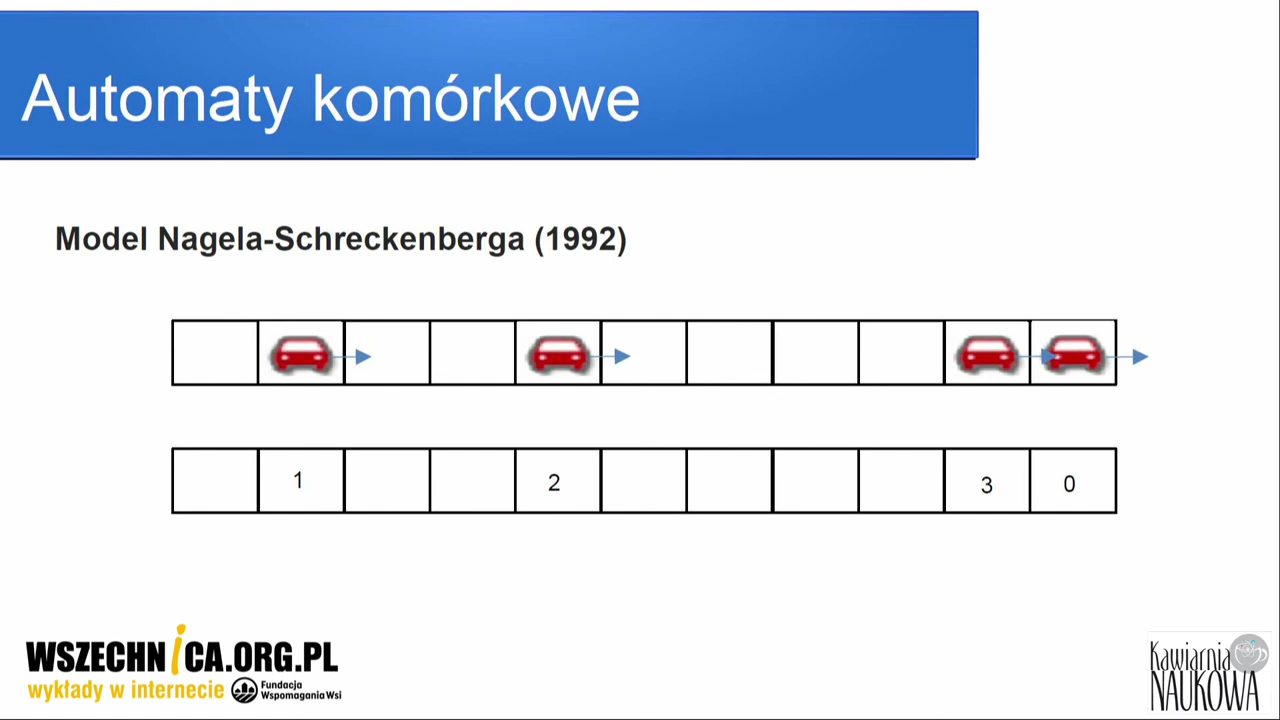 Automaty komórkowe
Model Nagela-Schreckenberga (1992)
1 2 3 0
WSZECHNiCA.ORG.PL
wykłady w internecie
Fundacja
Wspomagania Wsi
Kawiarnia
NAUKOWA